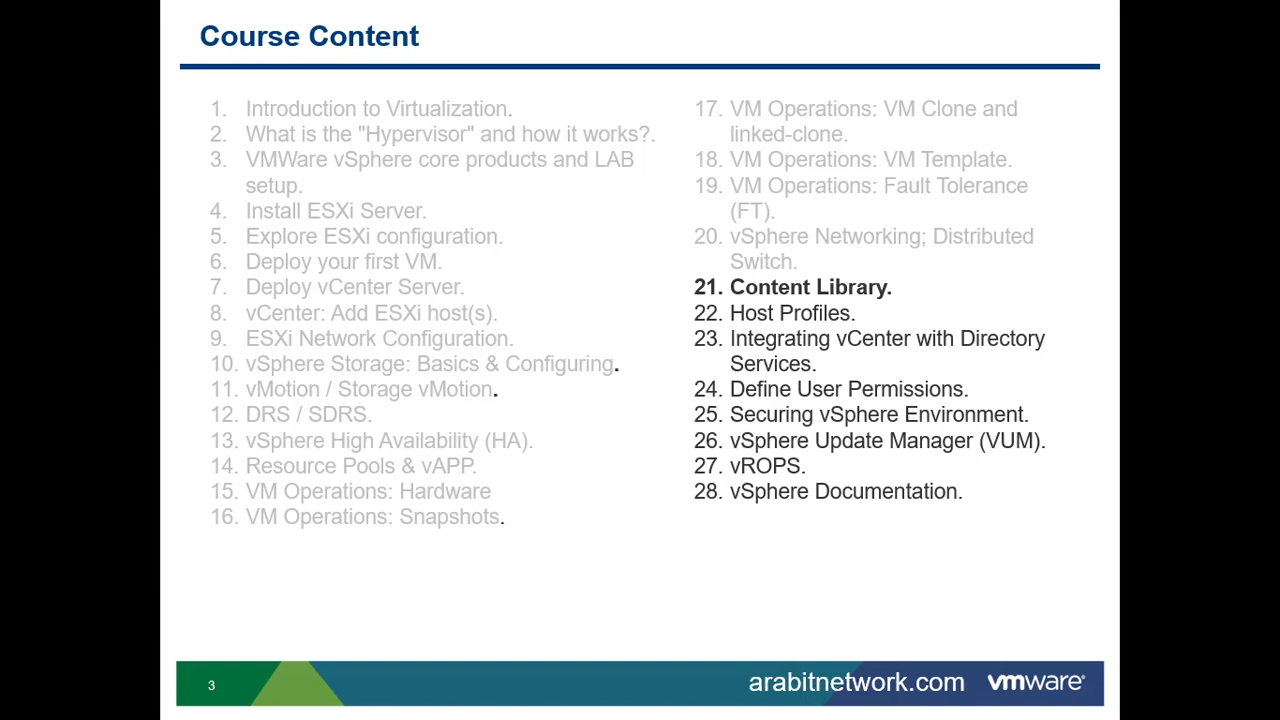 Course Content
1. Introduction to Virtualization.
2. What is the "Hypervisor" and how it works?.
3. VMWare vSphere core products and LAB
setup.
4. Install ESXi Server.
5. Explore ESXi configuration.
6. Deploy your first VM.
7. Deploy vCenter Server.
8. vCenter: Add ESXi host(s).
9. ESXi Network Configuration.
10. vSphere Storage: Basics & Configuring.
11. vMotion / Storage vMotion.
12. DRS / SDRS.
13. vSphere High Availability (HA).
14. Resource Pools & vAPP.
15. VM Operations: Hardware
16. VM Operations: Snapshots.
17. VM Operations: VM Clone and
linked-clone.
18. VM Operations: VM Template.
19. VM Operations: Fault Tolerance
(FT).
20. vSphere Networking; Distributed
Switch.
21. Content Library.
22. Host Profiles.
23. Integrating vCenter with Directory
Services.
24. Define User Permissions.
25. Securing vSphere Environment.
26. vSphere Update Manager (VUM).
27. vROPS.
28. vSphere Documentation.
3
arabitnetwork.com
vmware®